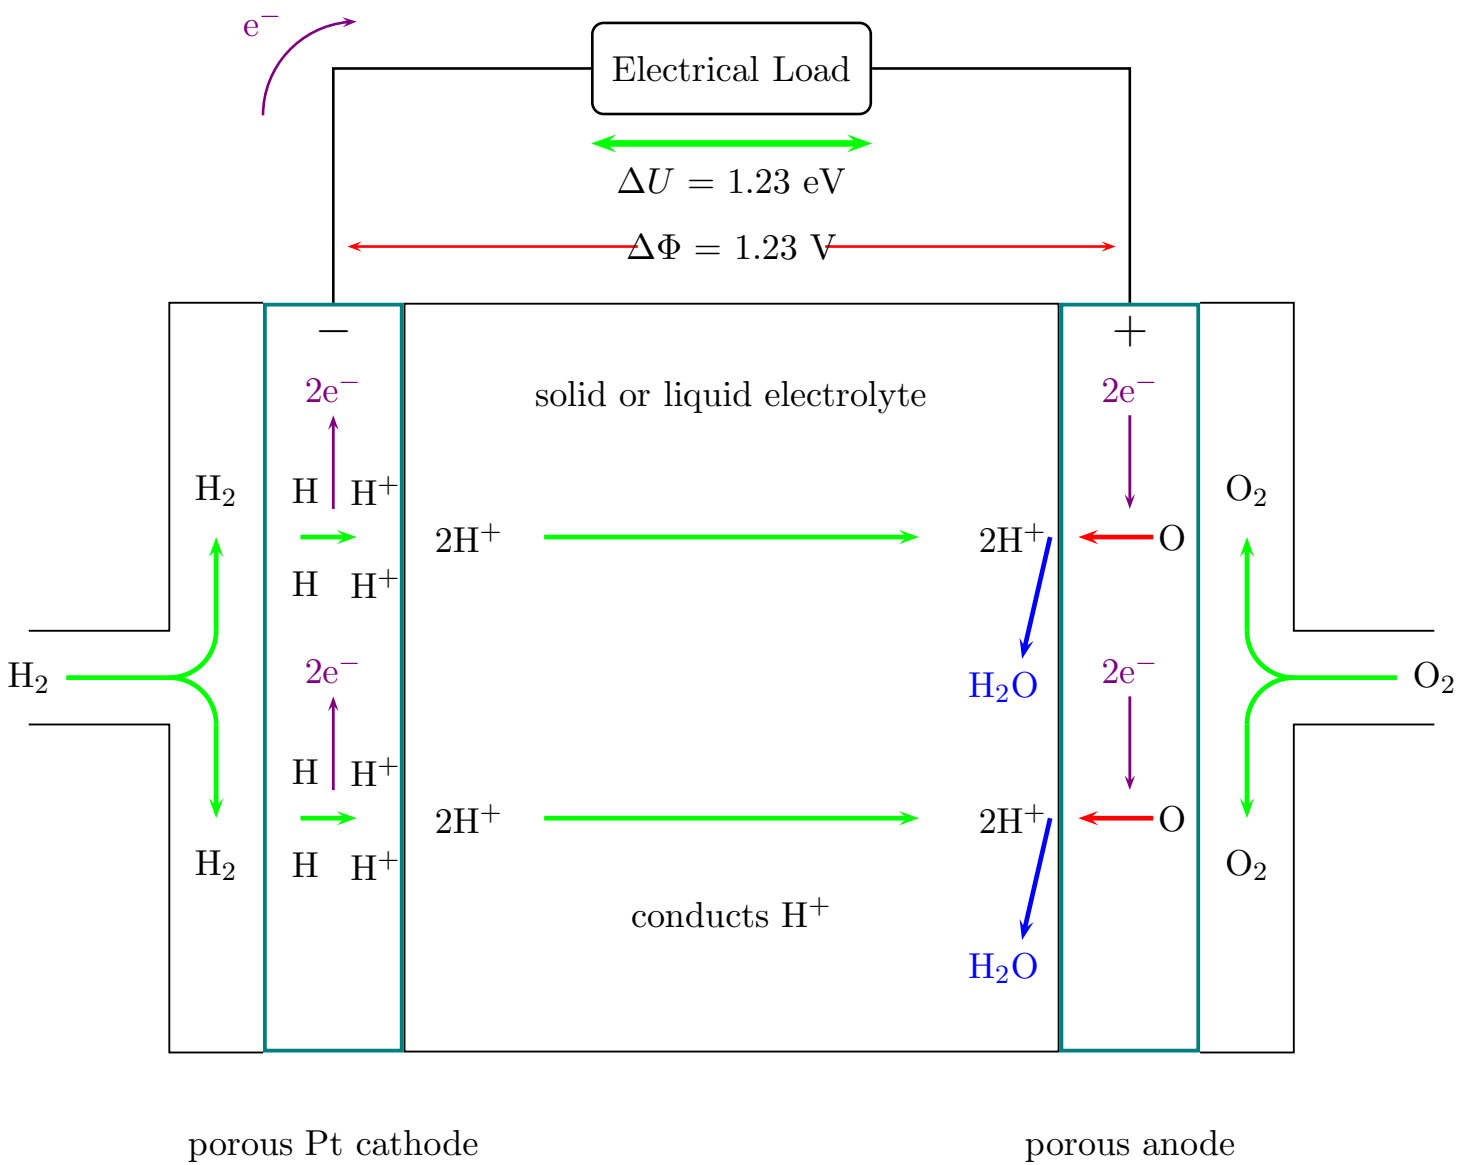 e⁻
Electrical Load
ΔU = 1.23 eV
ΔΦ = 1.23 V
− +
2e⁻ solid or liquid electrolyte 2e⁻
H₂ H H⁺ O₂
2H⁺ 2H⁺ O
H H⁺
H₂ 2e⁻ H₂O 2e⁻ O₂
H H⁺
2H⁺ 2H⁺ O
H₂ H H⁺ O₂
conducts H⁺
H₂O
porous Pt cathode porous anode